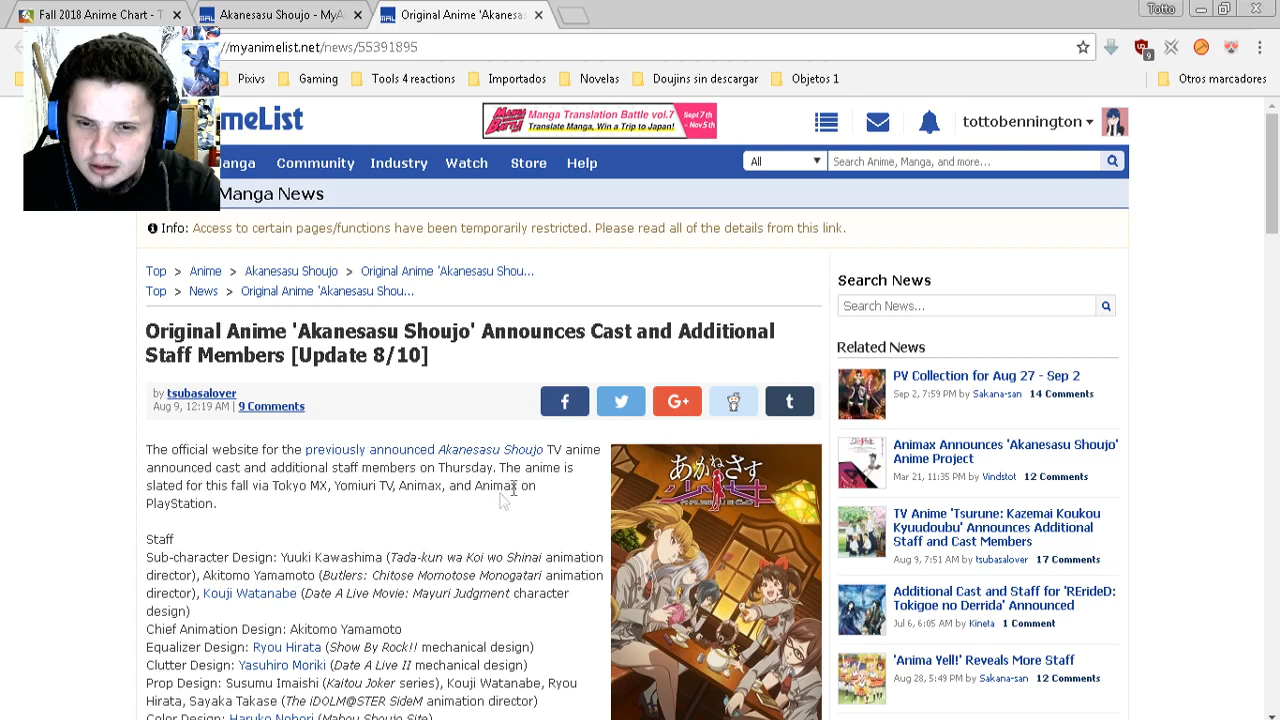 Fall 2018 Anime Chart - T
Akanesasu Shoujo - MyA
Original Anime 'Akanesas
Totto
/myanimelist.net/news/55391895
9
Pixivs
Gaming
Tools 4 reactions
Importados
Novelas
Doujins sin descargar
Objetos 1
Otros marcadores
meList
Manga Battle
Manga Translation Battle vol.7
Translate Manga, Win a Trip to Japan!
Sept 7th
- Nov 5th
tottobennington
anga
Community
Industry
Watch
Store
Help
All
Search Anime, Manga, and more...
Manga News
Info: Access to certain pages/functions have been temporarily restricted. Please read all of the details from this link.
Top > Anime > Akanesasu Shoujo > Original Anime 'Akanesasu Shou...
Top > News > Original Anime 'Akanesasu Shou...
Original Anime 'Akanesasu Shoujo' Announces Cast and Additional
Staff Members [Update 8/10]
by tsubasalover
Aug 9, 12:19 AM | 9 Comments
f
G+
t
The official website for the previously announced Akanesasu Shoujo TV anime
announced cast and additional staff members on Thursday. The anime is
slated for this fall via Tokyo MX, Yomiuri TV, Animax, and Animax on
PlayStation.
Staff
Sub-character Design: Yuuki Kawashima (Tada-kun wa Koi wo Shinai animation
director), Akitomo Yamamoto (Butlers: Chitose Momotose Monogatari animation
director), Kouji Watanabe (Date A Live Movie: Mayuri Judgment character
design)
Chief Animation Design: Akitomo Yamamoto
Equalizer Design: Ryou Hirata (Show By Rock!! mechanical design)
Clutter Design: Yasuhiro Moriki (Date A Live II mechanical design)
Prop Design: Susumu Imaishi (Kaitou Joker series), Kouji Watanabe, Ryou
Hirata, Sayaka Takase (The iDOLM@STER SideM animation director)
Color Design: Haruko Nobori (Mahou Shoujo Site)
あかねさす
少女
Search News
Search News...
Related News
PV Collection for Aug 27 - Sep 2
Sep 2, 7:59 PM by Sakana-san 14 Comments
Animax Announces 'Akanesasu Shoujo'
Anime Project
Mar 21, 11:35 PM by Vindstot 12 Comments
TV Anime 'Tsurune: Kazemai Koukou
Kyuudoubu' Announces Additional
Staff and Cast Members
Aug 9, 7:51 AM by tsubasalover 17 Comments
Additional Cast and Staff for 'RErideD:
Tokigoe no Derrida' Announced
Jul 6, 6:05 AM by Kineta 1 Comment
'Anima Yell!' Reveals More Staff
Aug 28, 5:49 PM by Sakana-san 12 Comments